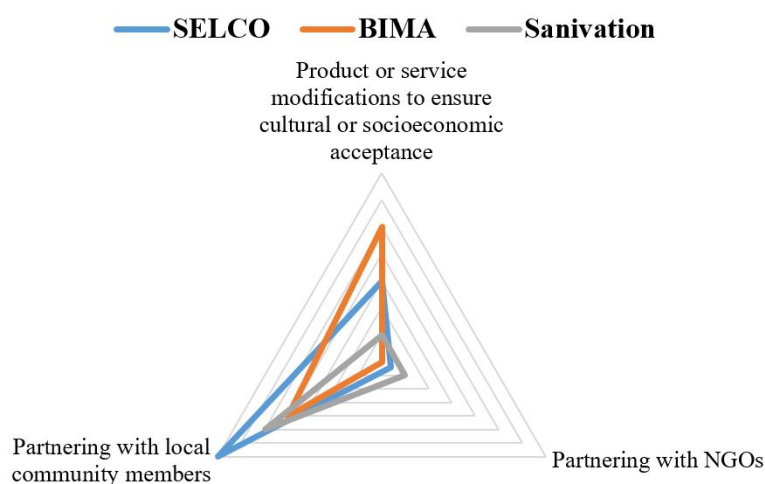 SELCO BIMA Sanivation
Product or service
modifications to ensure
cultural or socioeconomic
acceptance
Partnering with local
community members
Partnering with NGOs